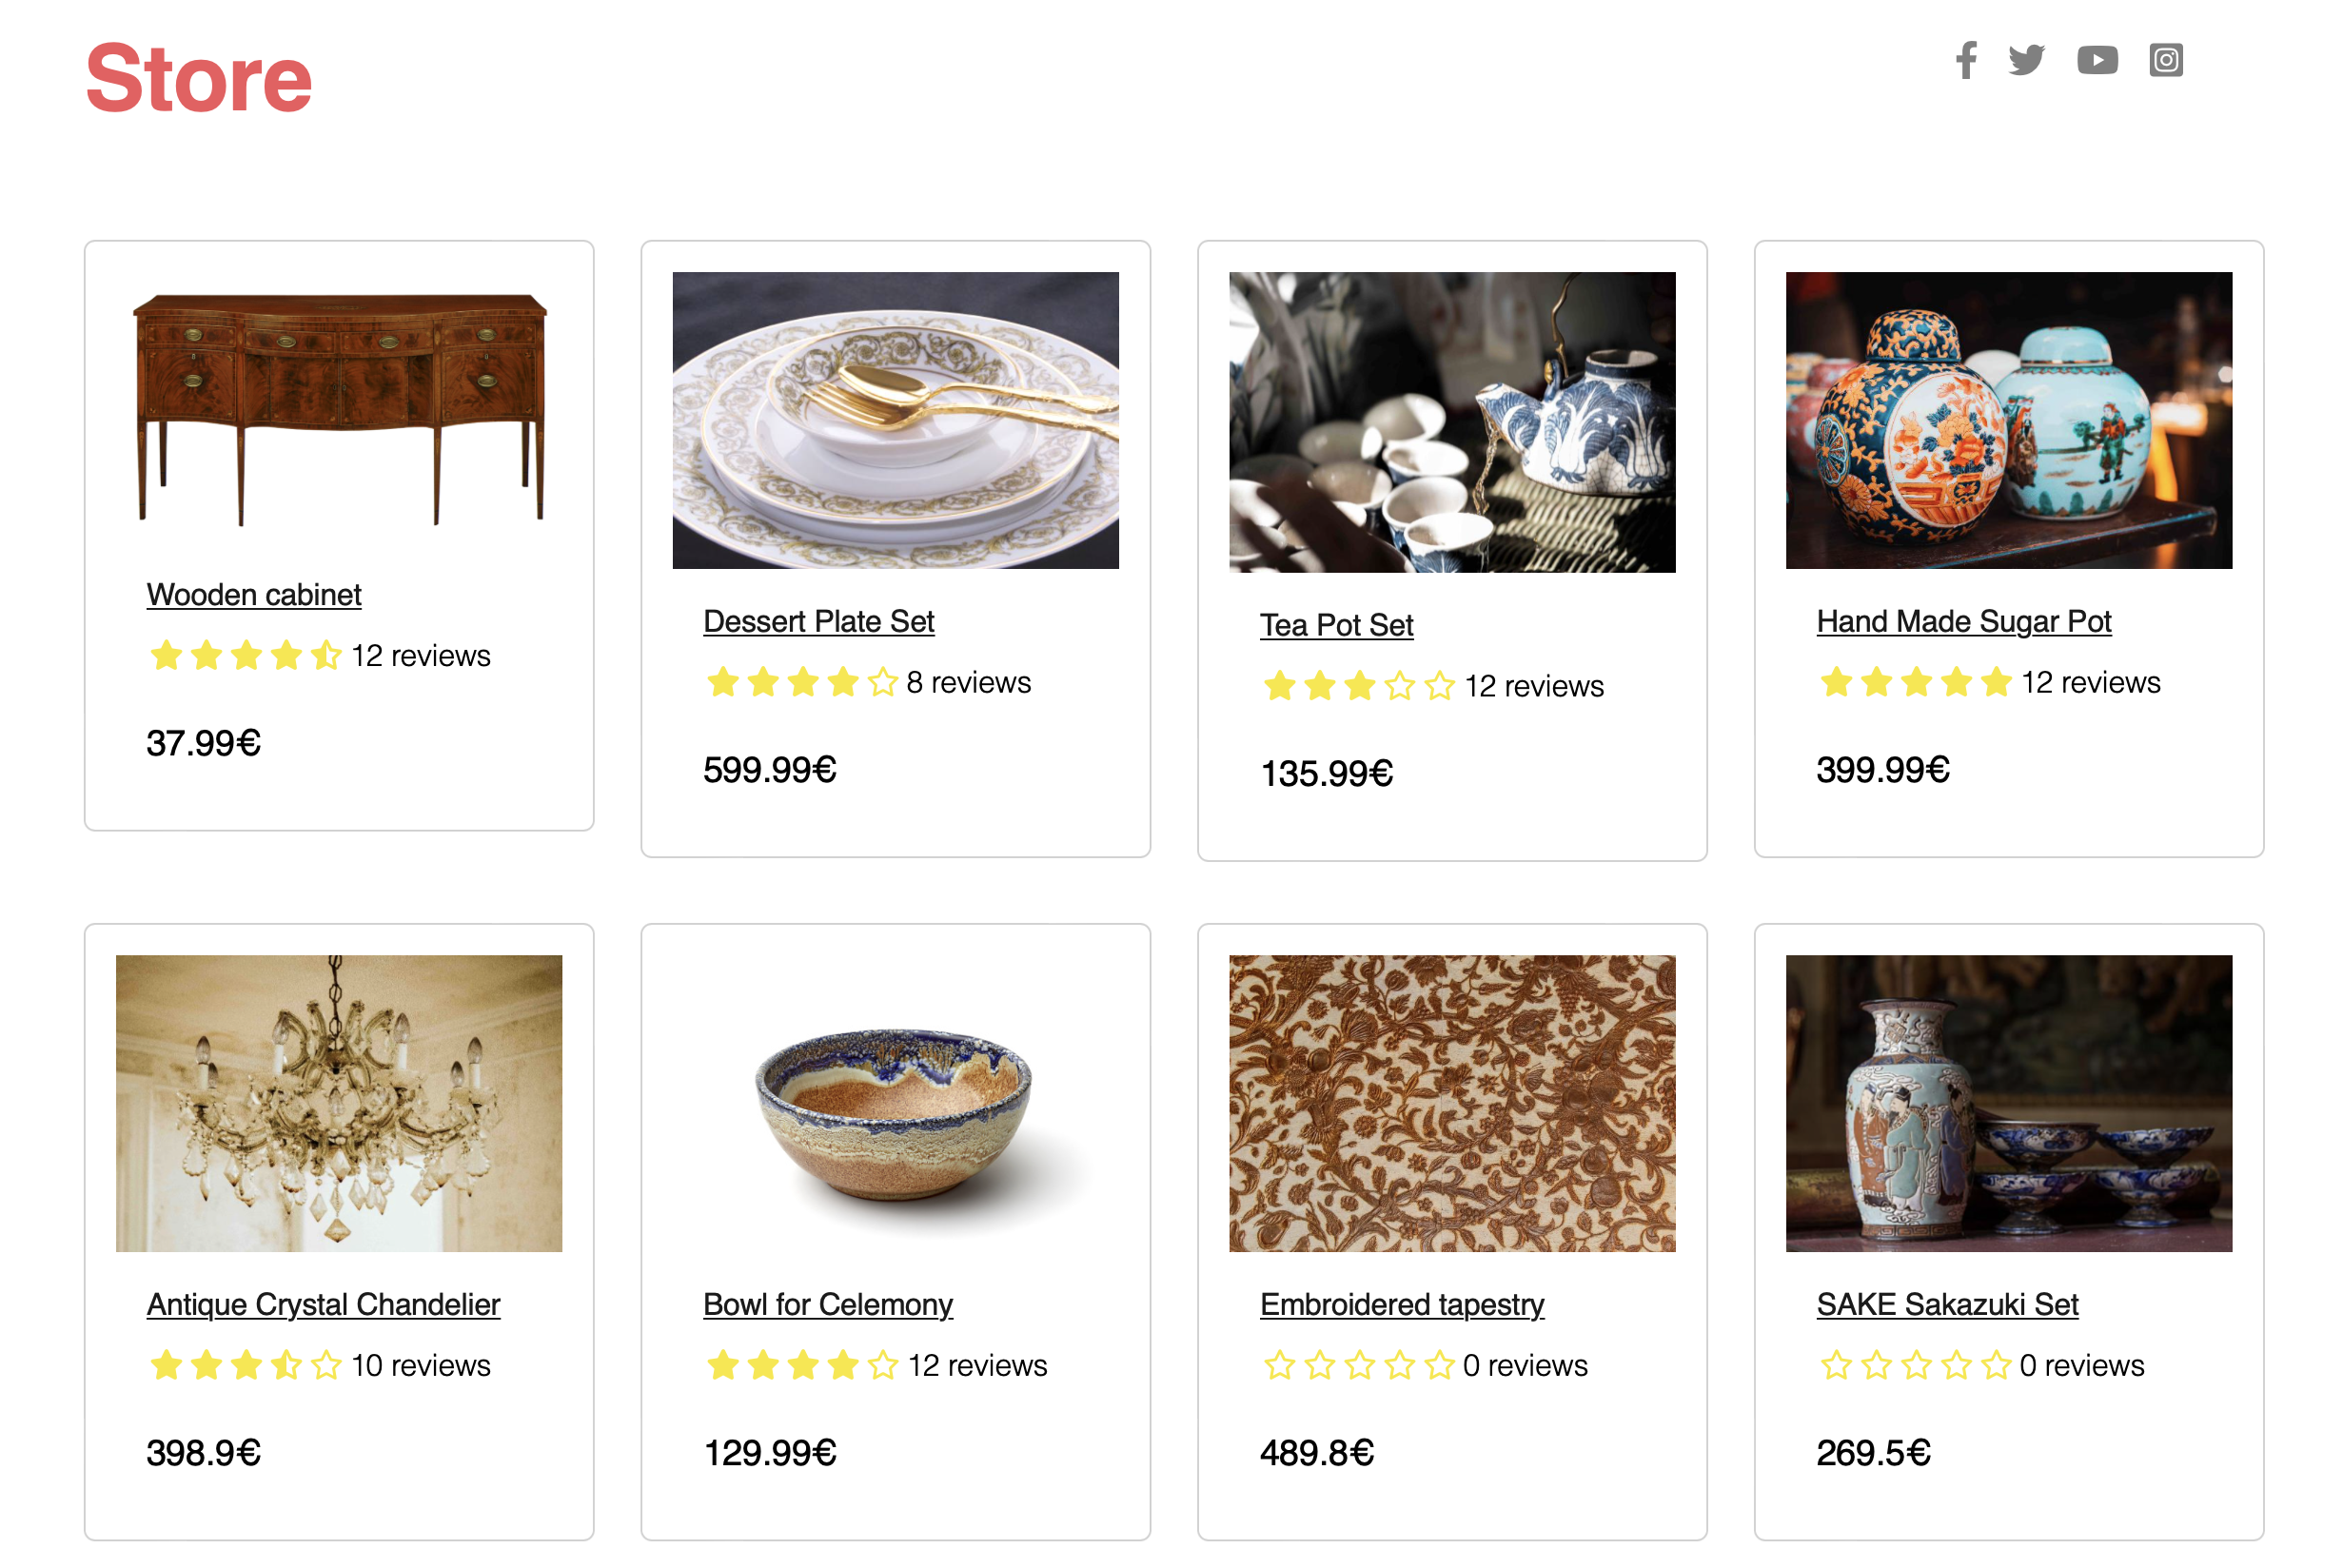 Store
Wooden cabinet
12 reviews
37.99€
Dessert Plate Set
8 reviews
599.99€
Tea Pot Set
12 reviews
135.99€
Hand Made Sugar Pot
12 reviews
399.99€
Antique Crystal Chandelier
10 reviews
398.9€
Bowl for Celemony
12 reviews
129.99€
Embroidered tapestry
0 reviews
489.8€
SAKE Sakazuki Set
0 reviews
269.5€